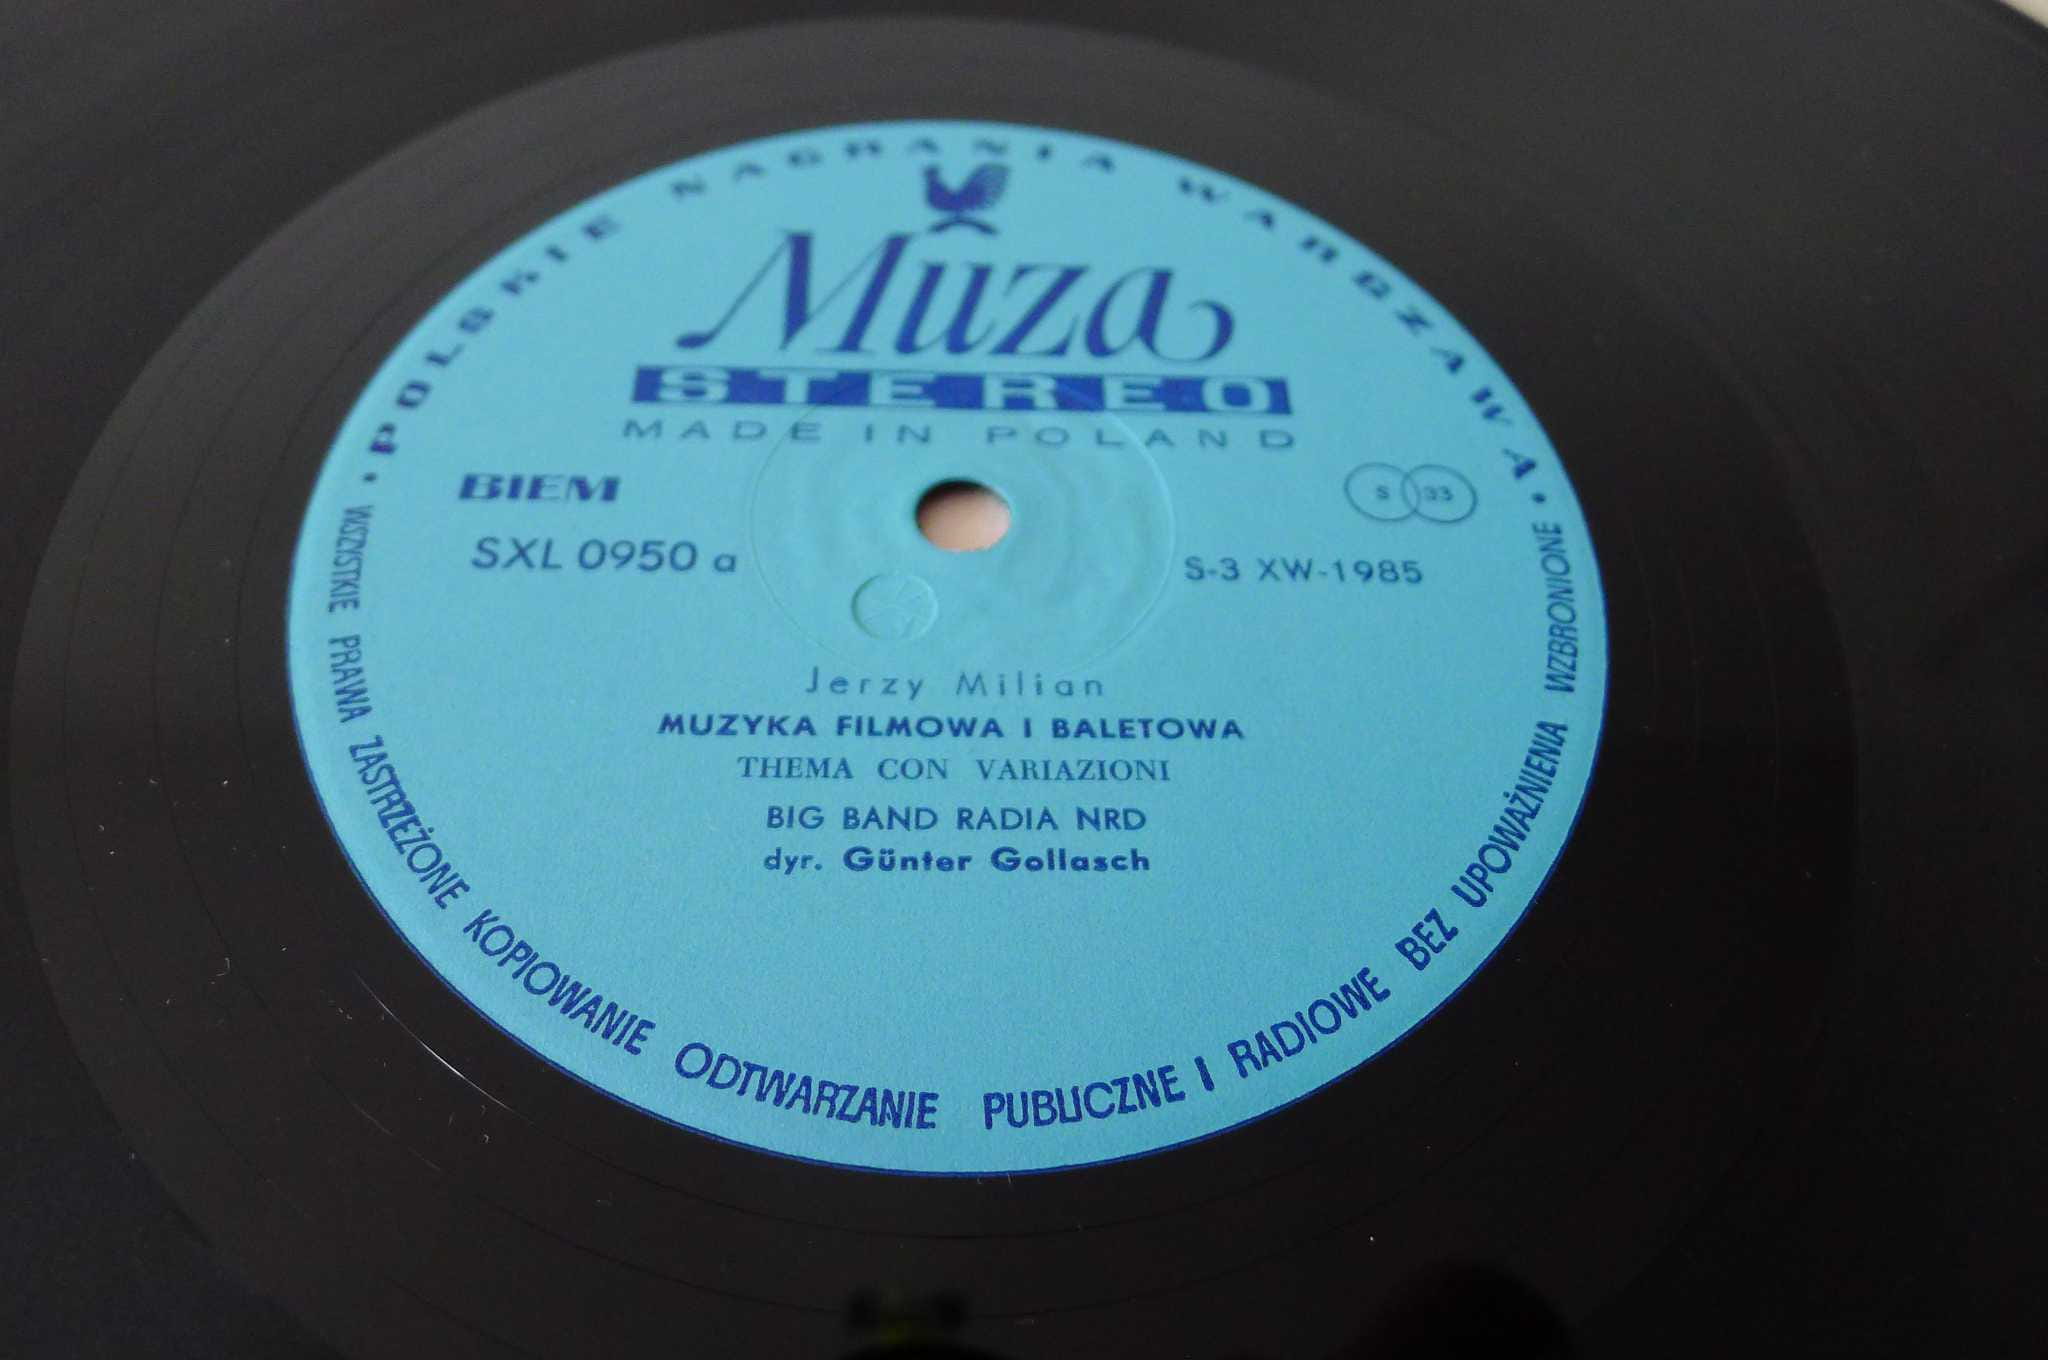 • POLSKIE NAGRANIA WARSZAWA •
Muza
STEREO
MADE IN POLAND
BIEM
S 33
SXL 0950 a
S-3 XW-1985
Jerzy Milian
MUZYKA FILMOWA I BALETOWA
THEMA CON VARIAZIONI
BIG BAND RADIA NRD
dyr. Günter Gollasch
WSZYSTKIE PRAWA ZASTRZEŻONE KOPIOWANIE ODTWARZANIE PUBLICZNE I RADIOWE BEZ UPOWAŻNIENIA WZBRONIONE